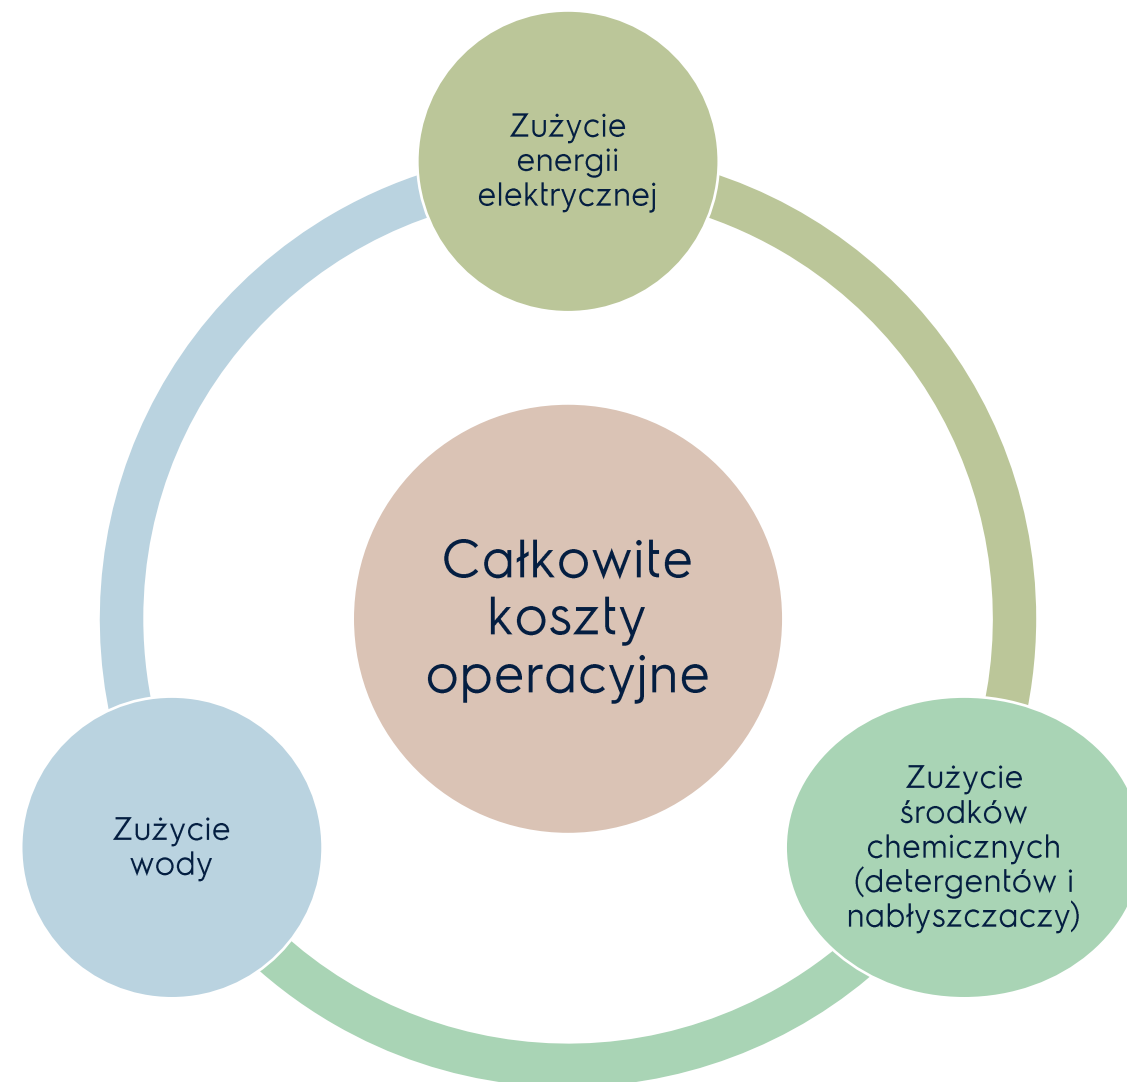 Zużycie
energii
elektrycznej
Całkowite
koszty
operacyjne
Zużycie
wody
Zużycie
środków
chemicznych
(detergentów i
nabłyszczaczy)